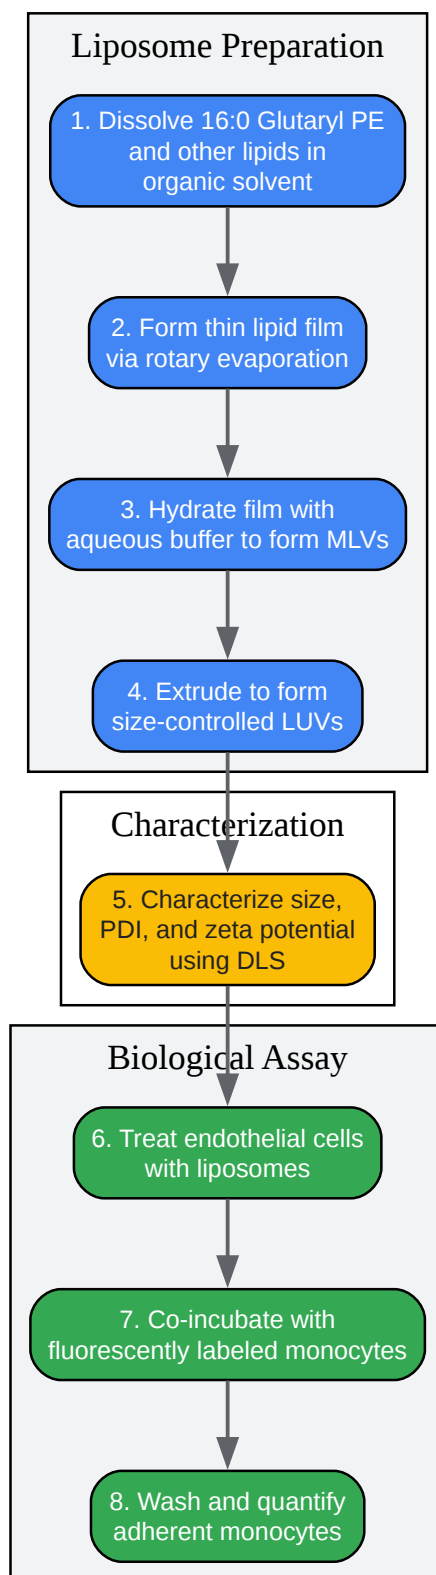 Liposome Preparation
1. Dissolve 16:0 Glutaryl PE
and other lipids in
organic solvent
2. Form thin lipid film
via rotary evaporation
3. Hydrate film with
aqueous buffer to form MLVs
4. Extrude to form
size-controlled LUVs
Characterization
5. Characterize size,
PDI, and zeta potential
using DLS
Biological Assay
6. Treat endothelial cells
with liposomes
7. Co-incubate with
fluorescently labeled monocytes
8. Wash and quantify
adherent monocytes